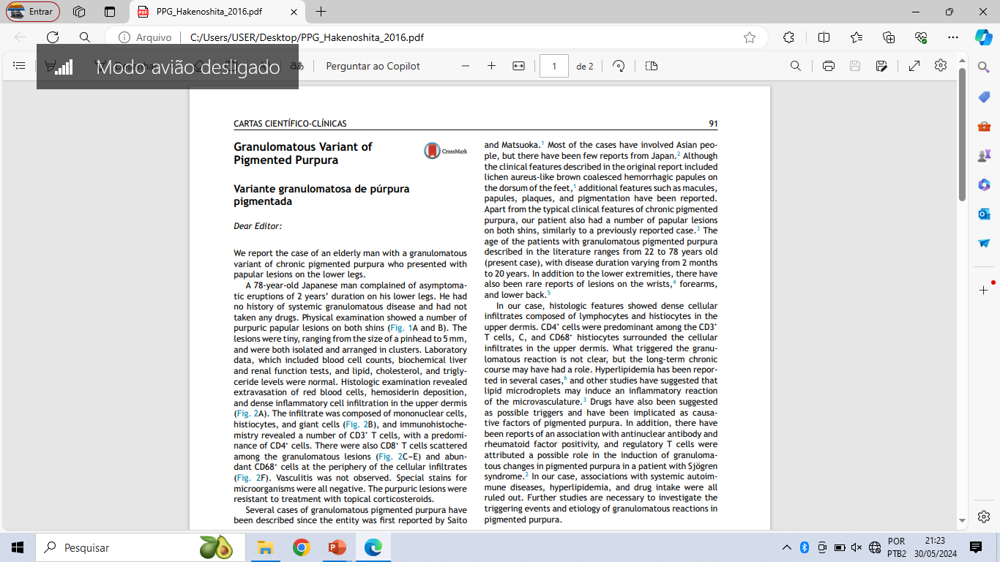 Entrar
PPG_Hakenoshita_2016.pdf
Arquivo
C:/Users/USER/Desktop/PPG_Hakenoshita_2016.pdf
Modo avião desligado
Perguntar ao Copilot
1
de 2
CARTAS CIENTÍFICO-CLÍNICAS
91
Granulomatous Variant of
Pigmented Purpura
CrossMark
Variante granulomatosa de púrpura
pigmentada
Dear Editor:
We report the case of an elderly man with a granulomatous
variant of chronic pigmented purpura who presented with
papular lesions on the lower legs.
A 78-year-old Japanese man complained of asymptoma-
tic eruptions of 2 years’ duration on his lower legs. He had
no history of systemic granulomatous disease and had not
taken any drugs. Physical examination showed a number of
purpuric papular lesions on both shins (Fig. 1A and B). The
lesions were tiny, ranging from the size of a pinhead to 5 mm,
and were both isolated and arranged in clusters. Laboratory
data, which included blood cell counts, biochemical liver
and renal function tests, and lipid, cholesterol, and trigly-
ceride levels were normal. Histologic examination revealed
extravasation of red blood cells, hemosiderin deposition,
and dense inflammatory cell infiltration in the upper dermis
(Fig. 2A). The infiltrate was composed of mononuclear cells,
histiocytes, and giant cells (Fig. 2B), and immunohistoche-
mistry revealed a number of CD3⁺ T cells, with a predomi-
nance of CD4⁺ cells. There were also CD8⁺ T cells scattered
among the granulomatous lesions (Fig. 2C–E) and abun-
dant CD68⁺ cells at the periphery of the cellular infiltrates
(Fig. 2F). Vasculitis was not observed. Special stains for
microorganisms were all negative. The purpuric lesions were
resistant to treatment with topical corticosteroids.
Several cases of granulomatous pigmented purpura have
been described since the entity was first reported by Saito
and Matsuoka.¹ Most of the cases have involved Asian peo-
ple, but there have been few reports from Japan.² Although
the clinical features described in the original report included
lichen aureus-like brown coalesced hemorrhagic papules on
the dorsum of the feet,¹ additional features such as macules,
papules, plaques, and pigmentation have been reported.
Apart from the typical clinical features of chronic pigmented
purpura, our patient also had a number of papular lesions
on both shins, similarly to a previously reported case.³ The
age of the patients with granulomatous pigmented purpura
described in the literature ranges from 22 to 78 years old
(present case), with disease duration varying from 2 months
to 20 years. In addition to the lower extremities, there have
also been rare reports of lesions on the wrists,⁴ forearms,
and lower back.⁵
In our case, histologic features showed dense cellular
infiltrates composed of lymphocytes and histiocytes in the
upper dermis. CD4⁺ cells were predominant among the CD3⁺
T cells, C, and CD68⁺ histiocytes surrounded the cellular
infiltrates in the upper dermis. What triggered the granu-
lomatous reaction is not clear, but the long-term chronic
course may have had a role. Hyperlipidemia has been repor-
ted in several cases,⁶ and other studies have suggested that
lipid microdroplets may induce an inflammatory reaction
of the microvasculature.³ Drugs have also been suggested
as possible triggers and have been implicated as causa-
tive factors of pigmented purpura. In addition, there have
been reports of an association with antinuclear antibody and
rheumatoid factor positivity, and regulatory T cells were
attributed a possible role in the induction of granuloma-
tous changes in pigmented purpura in a patient with Sjögren
syndrome.² In our case, associations with systemic autoim-
mune diseases, hyperlipidemia, and drug intake were all
ruled out. Further studies are necessary to investigate the
triggering events and etiology of granulomatous reactions in
pigmented purpura.
Pesquisar
POR
PTB2
21:23
30/05/2024